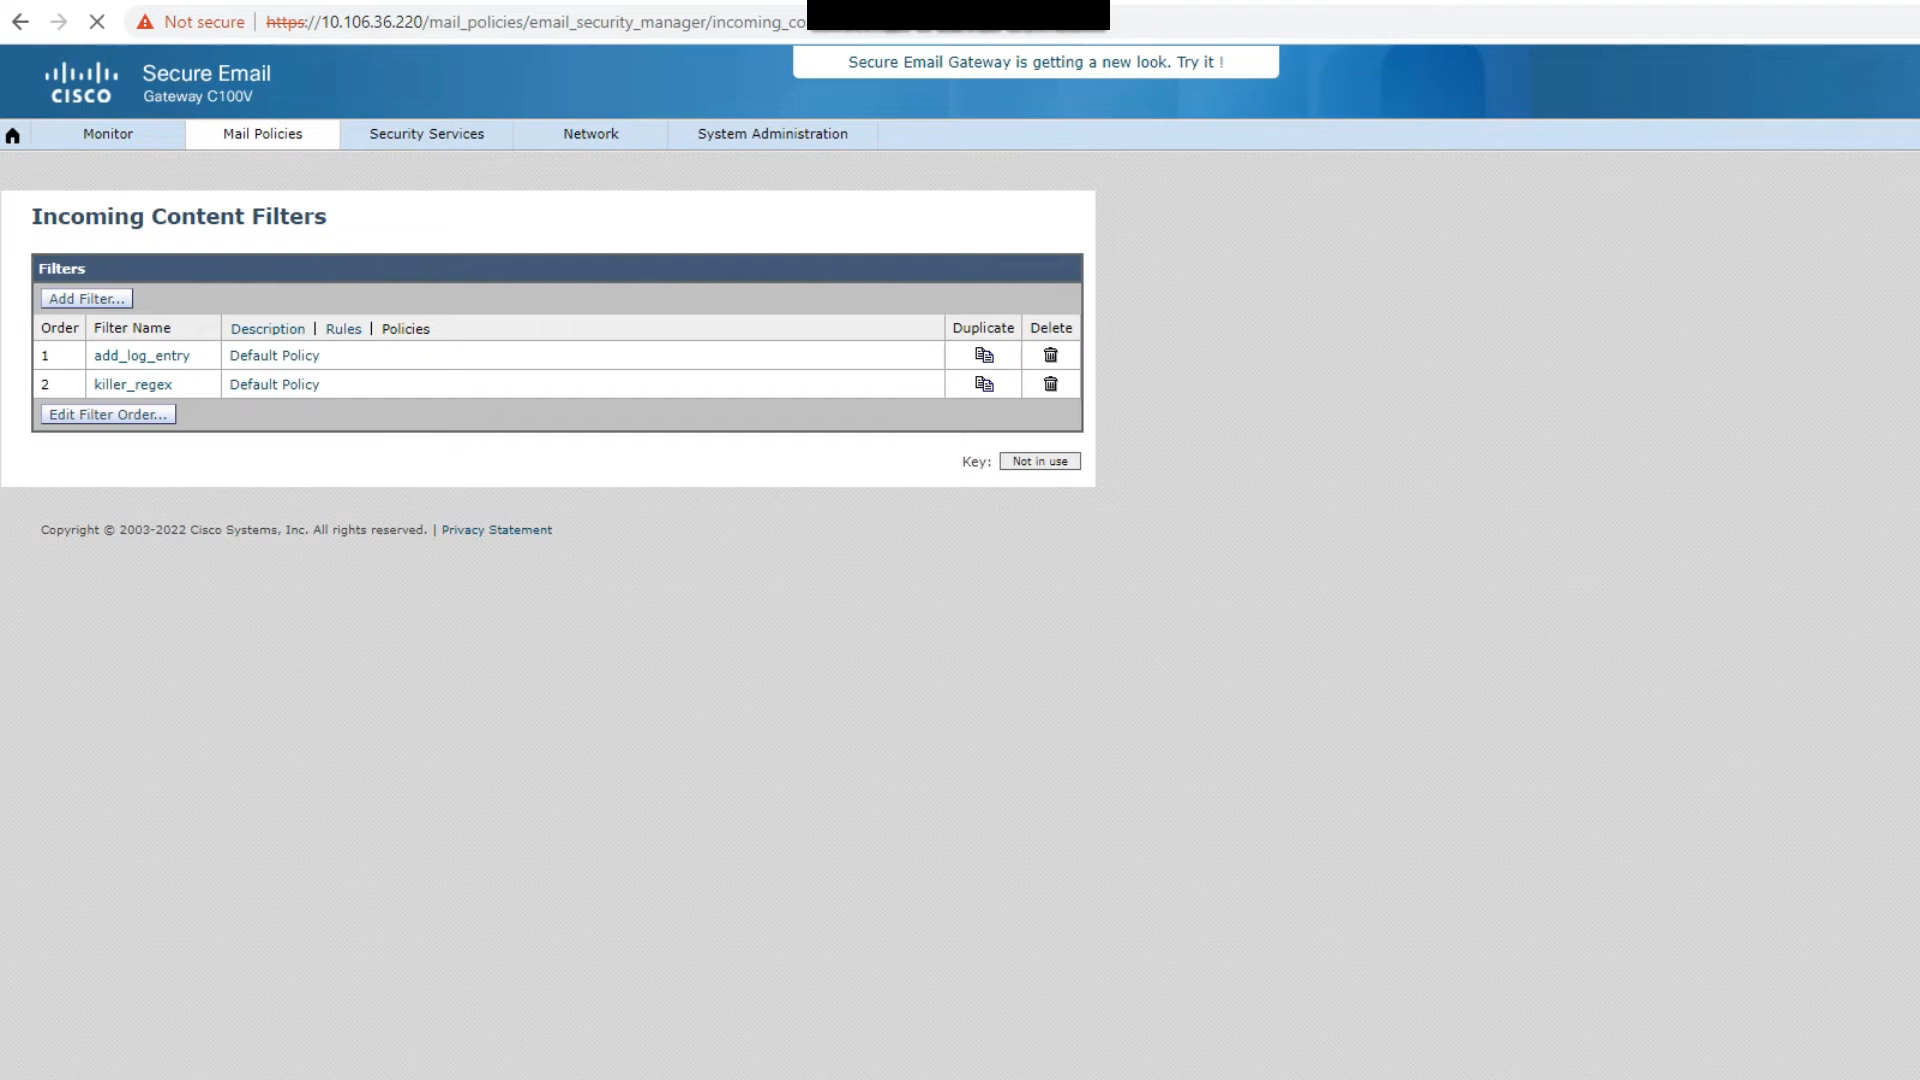 Not secure | https://10.106.36.220/mail_policies/email_security_manager/incoming_co
Secure Email Gateway is getting a new look. Try it !
CISCO
Secure Email
Gateway C100V
Monitor Mail Policies Security Services Network System Administration
Incoming Content Filters
Filters
Add Filter...
Order Filter Name Description | Rules | Policies Duplicate Delete
1 add_log_entry Default Policy
2 killer_regex Default Policy
Edit Filter Order...
Key: Not in use
Copyright © 2003-2022 Cisco Systems, Inc. All rights reserved. | Privacy Statement